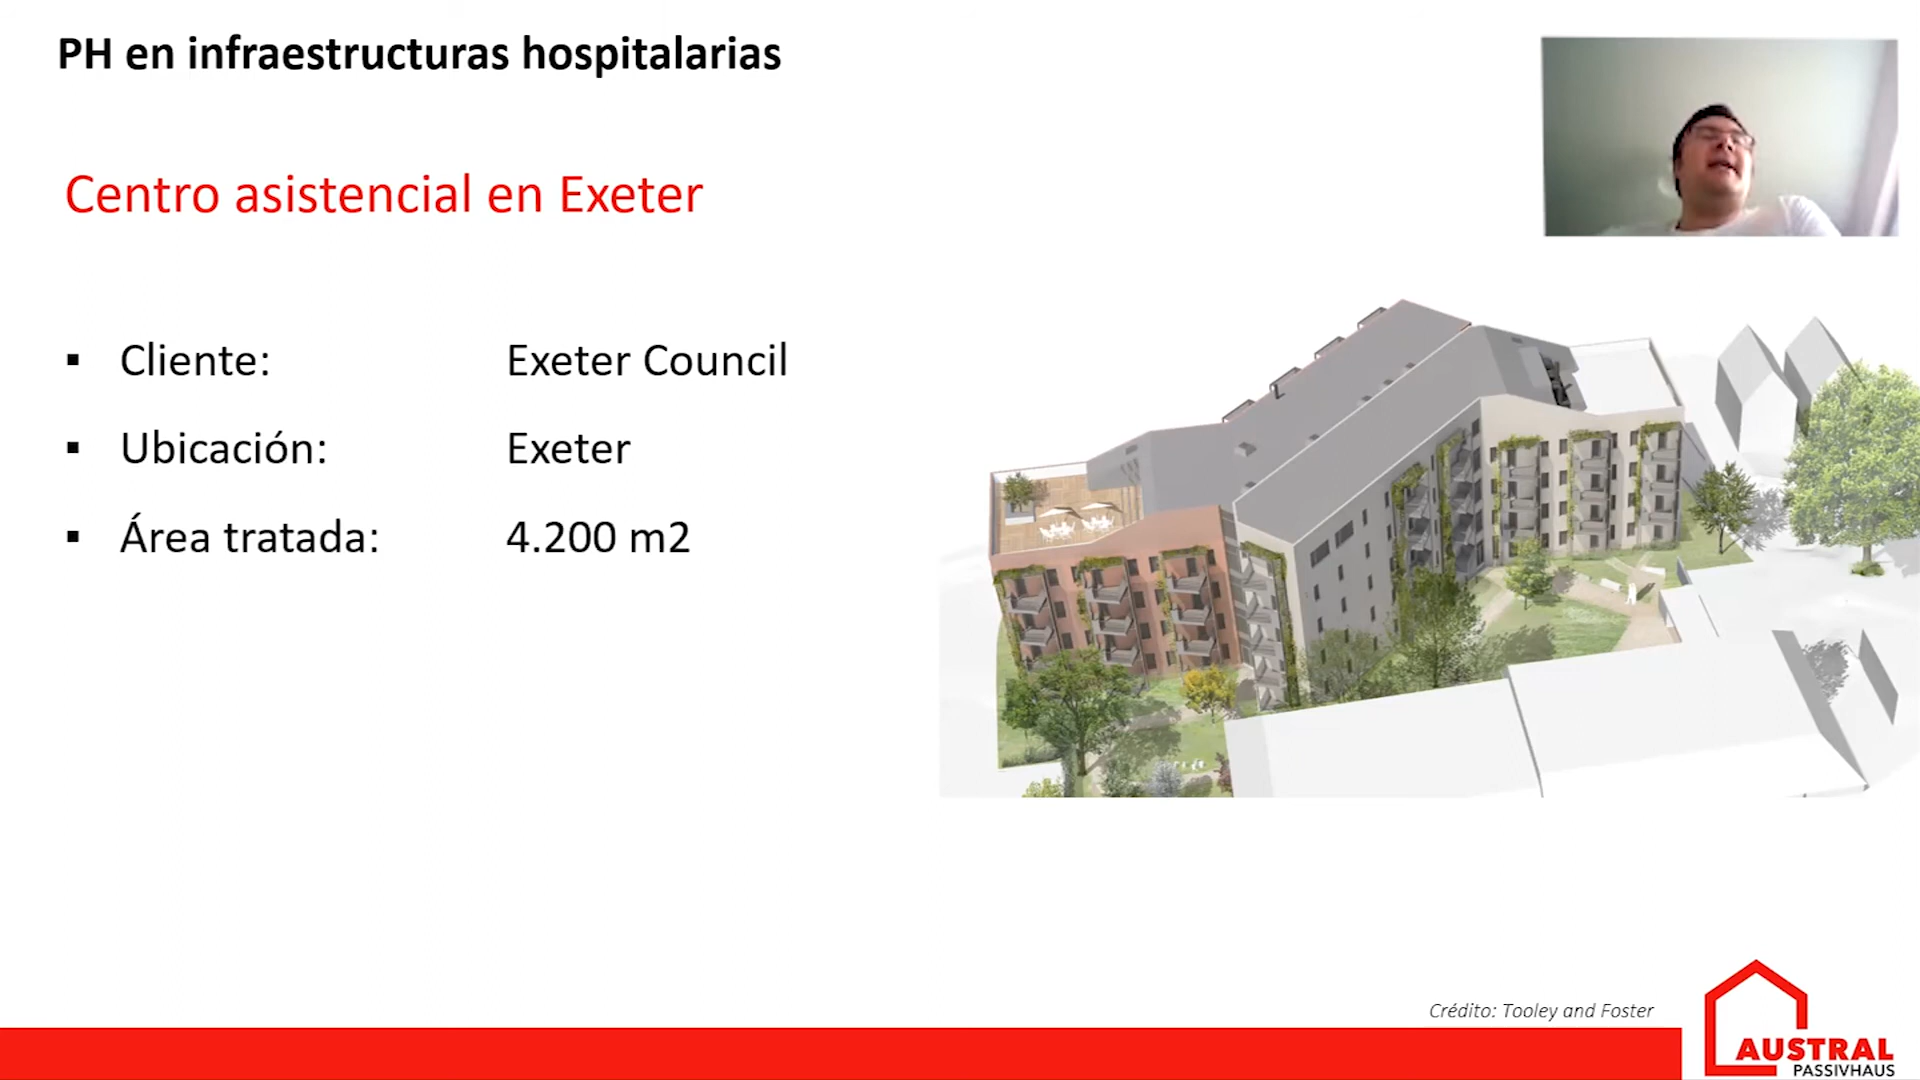 PH en infraestructuras hospitalarias
Centro asistencial en Exeter
▪ Cliente: Exeter Council
▪ Ubicación: Exeter
▪ Área tratada: 4.200 m2
Crédito: Tooley and Foster
AUSTRAL
PASSIVHAUS